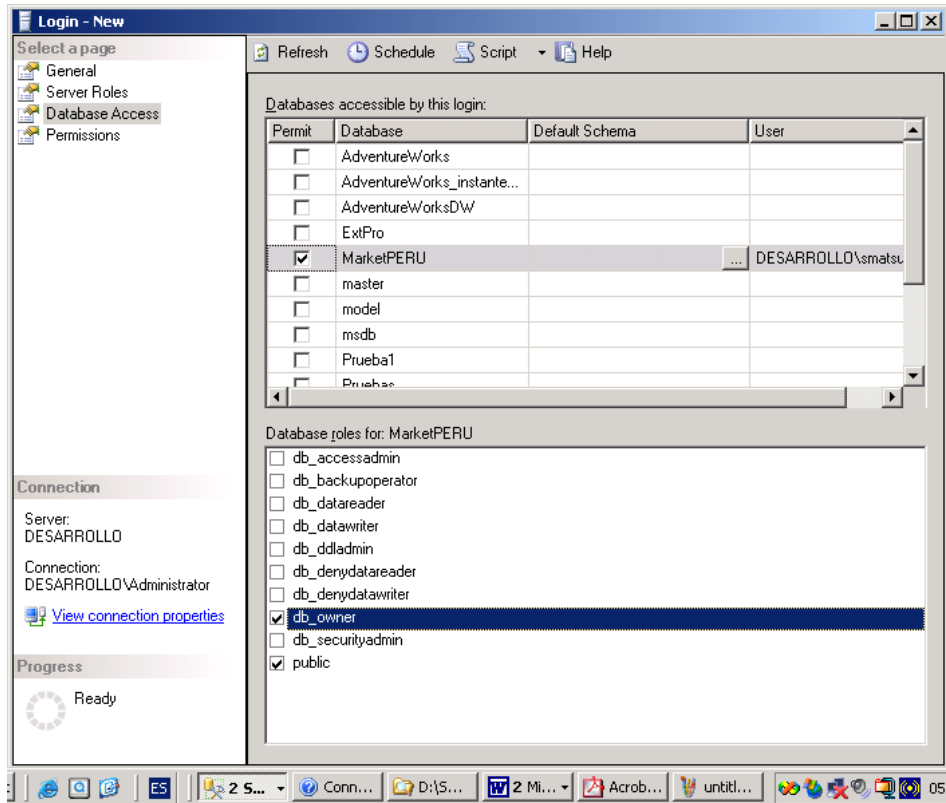 Login - New
Select a page
General
Server Roles
Database Access
Permissions
Refresh Schedule Script Help
Databases accessible by this login:
Permit Database Default Schema User
AdventureWorks
AdventureWorks_instante...
AdventureWorksDW
ExtPro
MarketPERU ... DESARROLLO\smatsu
master
model
msdb
Prueba1
Pruebas
Database roles for: MarketPERU
db_accessadmin
db_backupoperator
db_datareader
db_datawriter
db_ddladmin
db_denydatareader
db_denydatawriter
db_owner
db_securityadmin
public
Connection
Server:
DESARROLLO
Connection:
DESARROLLO\Administrator
View connection properties
Progress
Ready
ES 2 S... Conn... D:\S... 2 Mi... Acrob... untitl... 05